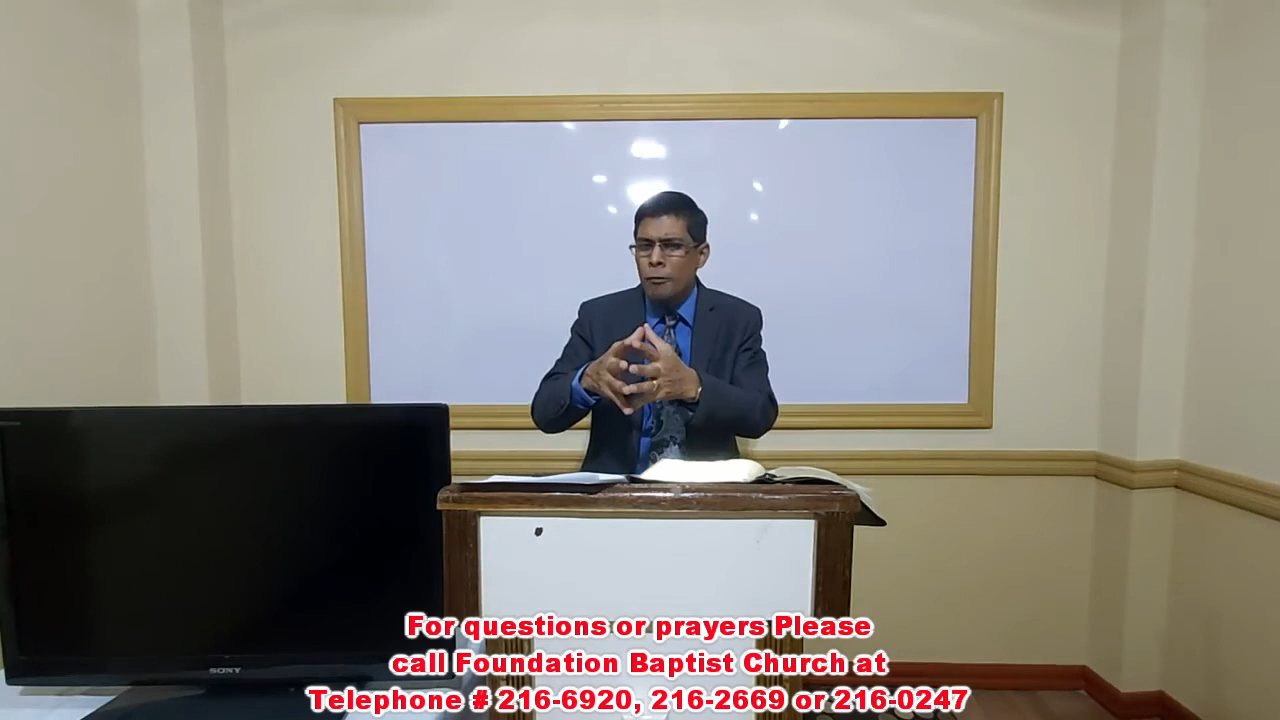 SONY
For questions or prayers Please
call Foundation Baptist Church at
Telephone # 216-6920, 216-2669 or 216-0247